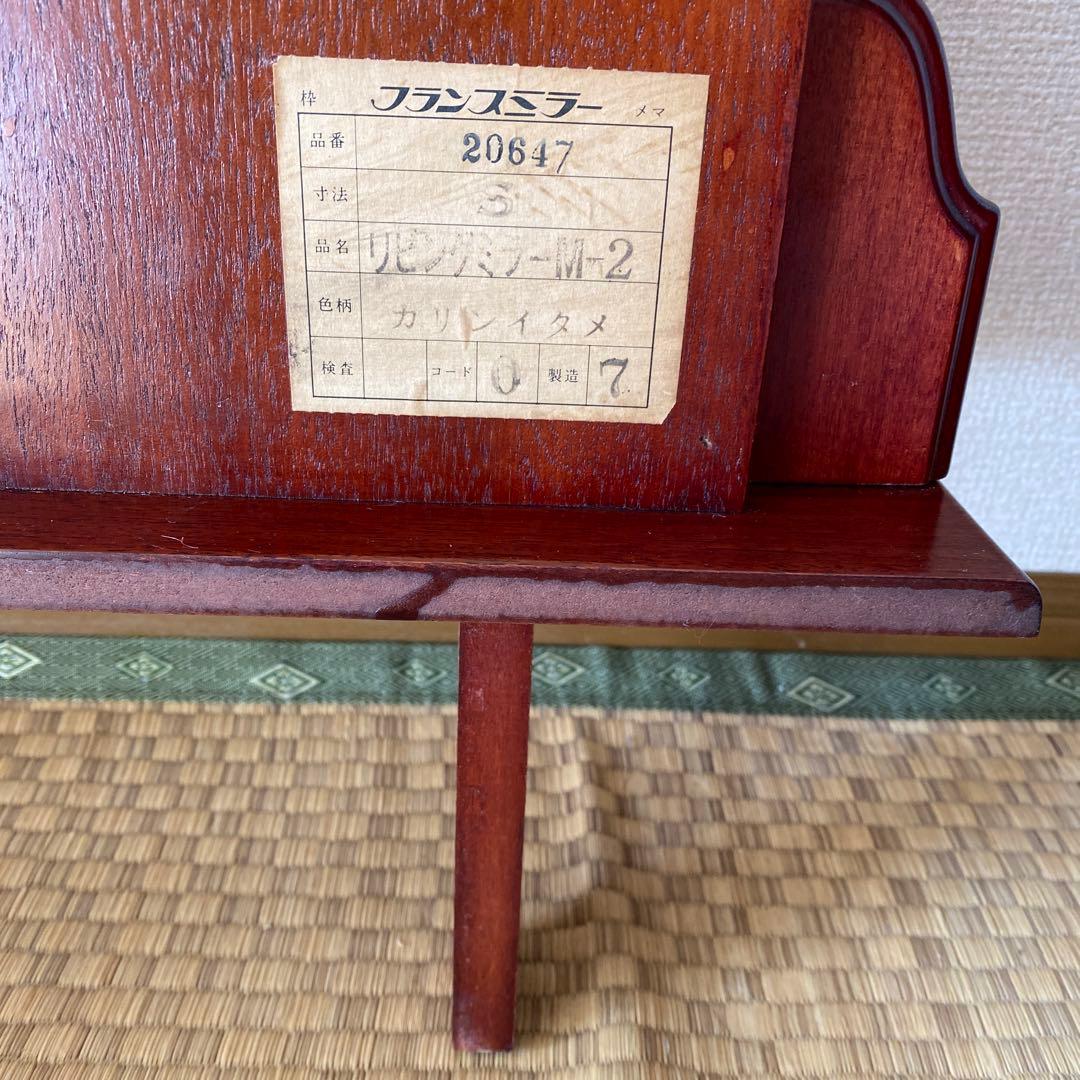 枠 フランスミラー メマ
品番 20647
寸法 S
品名 リビングミラーM-2
色柄 カリンイタメ
検査 コード 0 製造 7